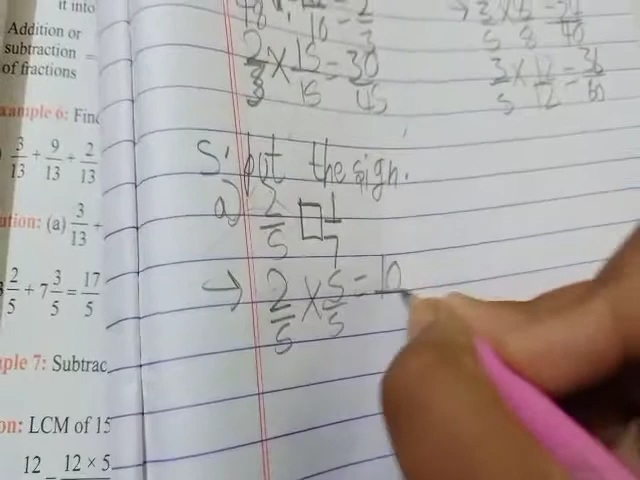 it into
Addition or
subtraction =
of fractions
Example 6: Find
3/13 + 9/13 + 2/13
ution: (a) 3/13 +
2/5 + 7 3/5 = 17/5
ple 7: Subtrac
on: LCM of 15
12 = 12 × 5
2/3 × 15/15 = 30/45
3/5 × 12/12 = 36/60
5. put the sign.
a) 2/5 □ 1/7
→ 2/5 × 5/5 = 10